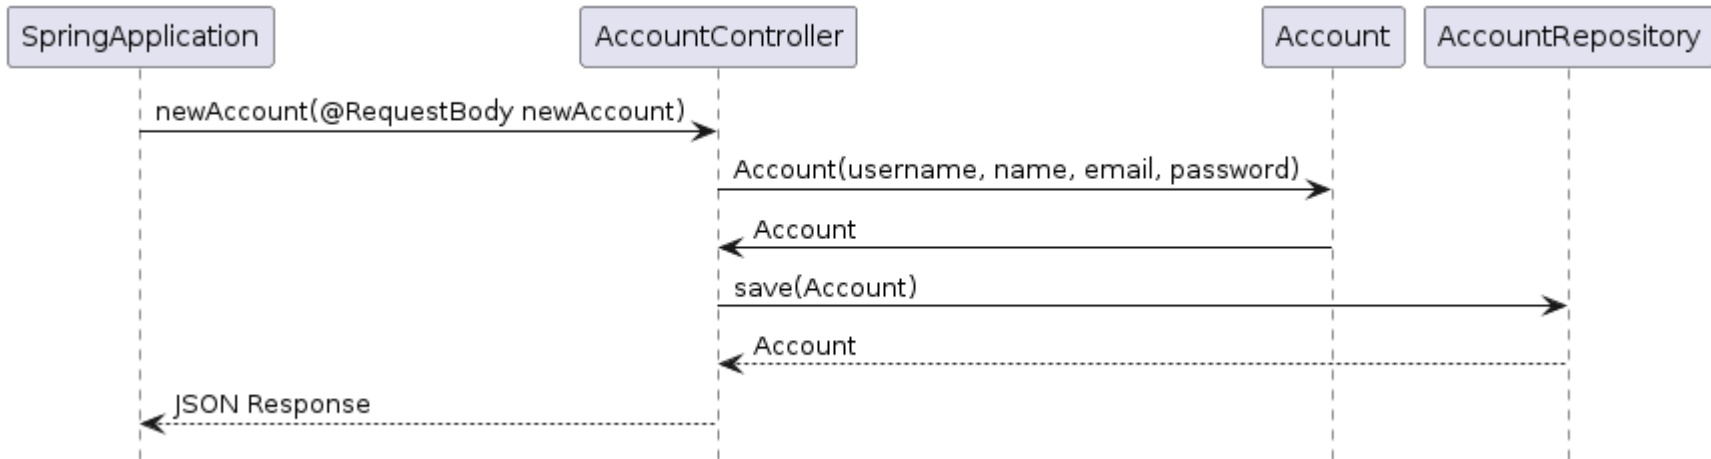 SpringApplication AccountController Account AccountRepository
newAccount(@RequestBody newAccount)
Account(username, name, email, password)
Account
save(Account)
Account
JSON Response